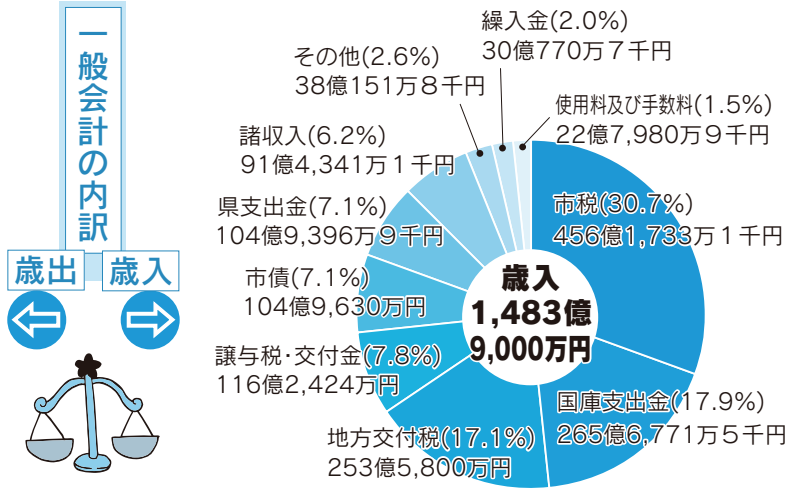 一般会計の内訳
歳出
歳入
歳入
1,483億
9,000万円
市税(30.7%)
456億1,733万1千円
国庫支出金(17.9%)
265億6,771万5千円
地方交付税(17.1%)
253億5,800万円
譲与税・交付金(7.8%)
116億2,424万円
市債(7.1%)
104億9,630万円
県支出金(7.1%)
104億9,396万9千円
諸収入(6.2%)
91億4,341万1千円
その他(2.6%)
38億151万8千円
繰入金(2.0%)
30億770万7千円
使用料及び手数料(1.5%)
22億7,980万9千円